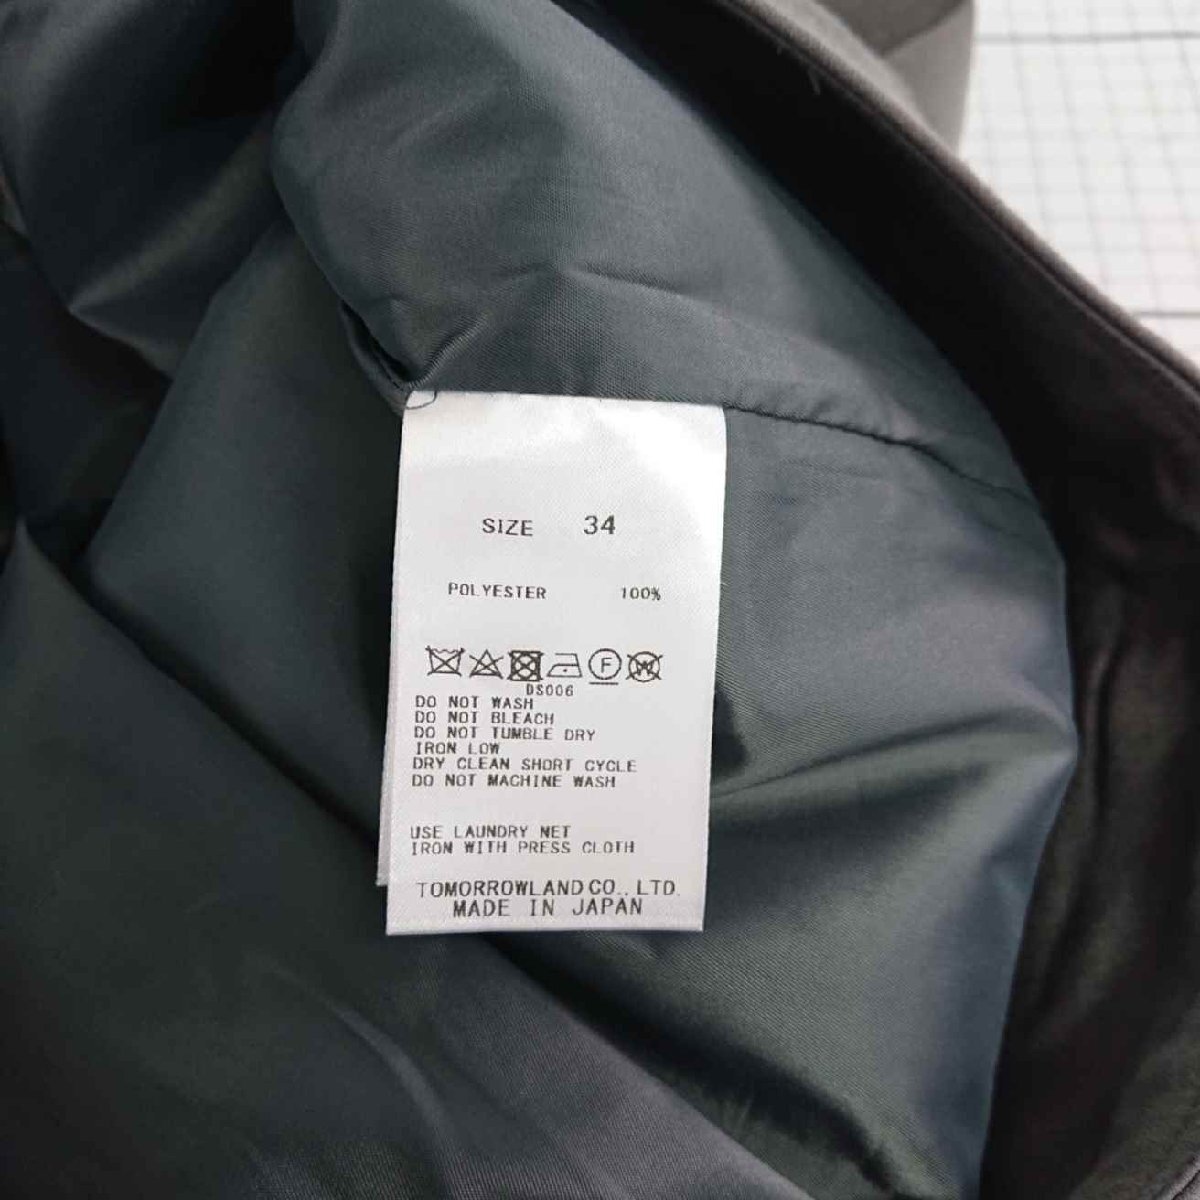 SIZE 34
POLYESTER 100%
F W
DS006
DO NOT WASH
DO NOT BLEACH
DO NOT TUMBLE DRY
IRON LOW
DRY CLEAN SHORT CYCLE
DO NOT MACHINE WASH
USE LAUNDRY NET
IRON WITH PRESS CLOTH
TOMORROWLAND CO., LTD.
MADE IN JAPAN